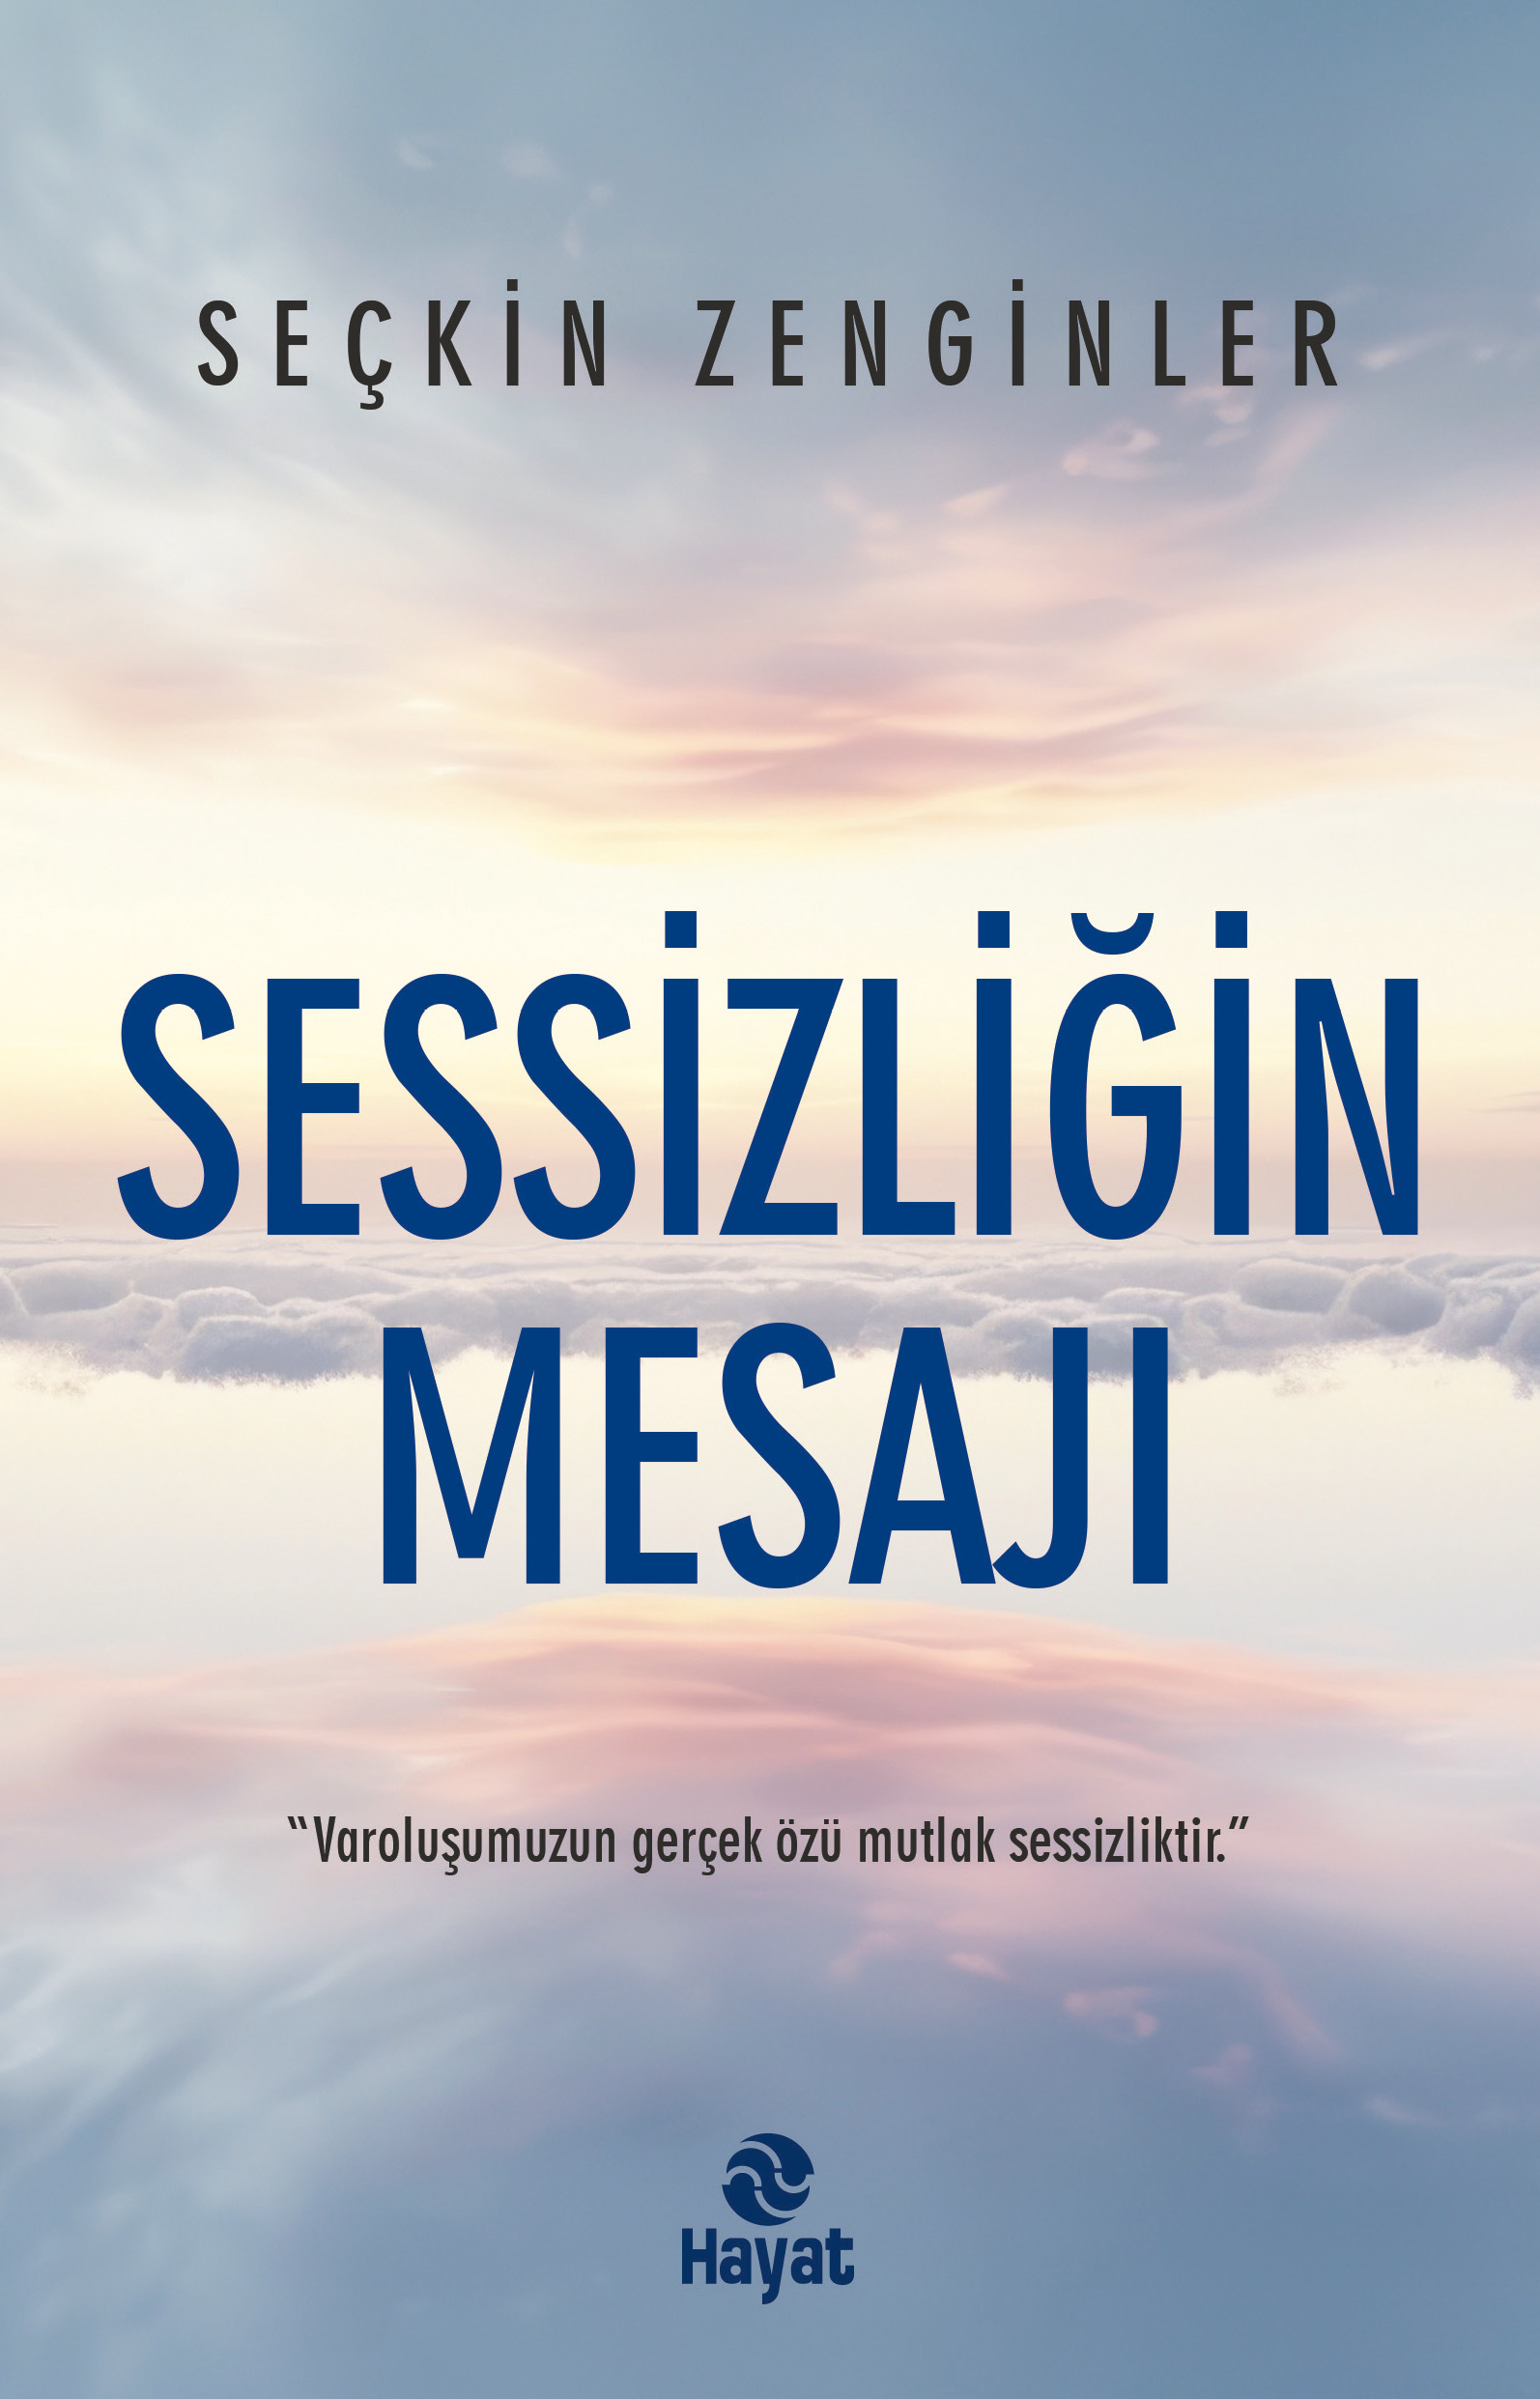 SEÇKİN ZENGİNLER
SESSİZLİĞİN
MESAJI
“Varoluşumuzun gerçek özü mutlak sessizliktir.”
Hayat